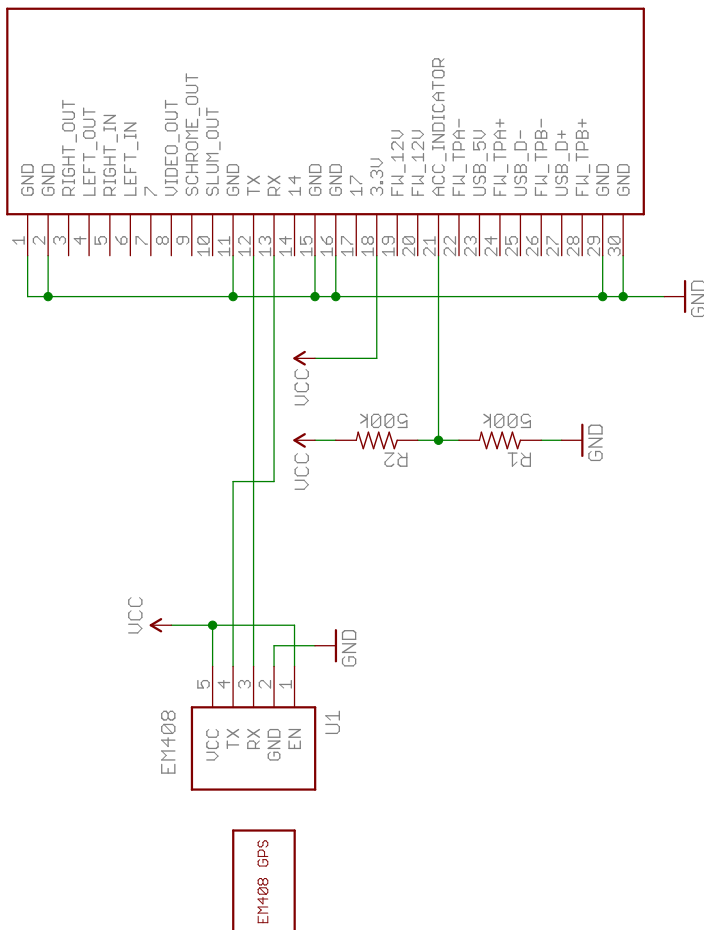 GND
GND
RIGHT_OUT
LEFT_OUT
RIGHT_IN
LEFT_IN
7
VIDEO_OUT
SCHROME_OUT
SLUM_OUT
GND
TX
RX
14
GND
GND
17
3.3V
FW_12V
FW_12V
ACC_INDICATOR
FW_TPA-
USB_5V
FW_TPA+
USB_D-
FW_TPB-
USB_D+
FW_TPB+
GND
GND
1
2
3
4
5
6
7
8
9
10
11
12
13
14
15
16
17
18
19
20
21
22
23
24
25
26
27
28
29
30
GND
VCC
VCC
500k
R2
500k
R1
GND
VCC
GND
5
4
3
2
1
EM408
VCC
TX
RX
GND
EN
U1
EM408 GPS